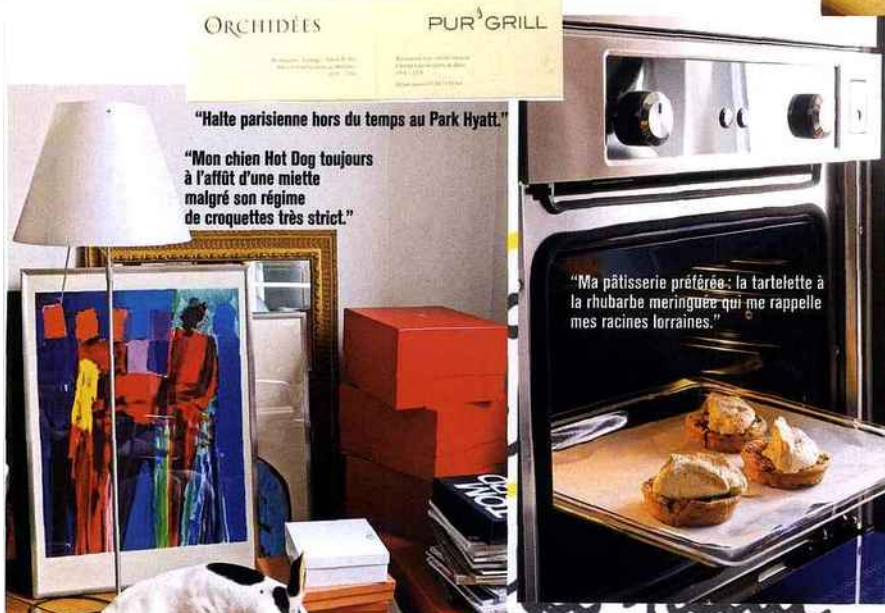 ORCHIDÉES
PUR'GRILL
"Halte parisienne hors du temps au Park Hyatt."
"Mon chien Hot Dog toujours
à l'affût d'une miette
malgré son régime
de croquettes très strict."
"Ma pâtisserie préférée : la tartelette à
la rhubarbe meringuée qui me rappelle
mes racines lorraines."
TOM